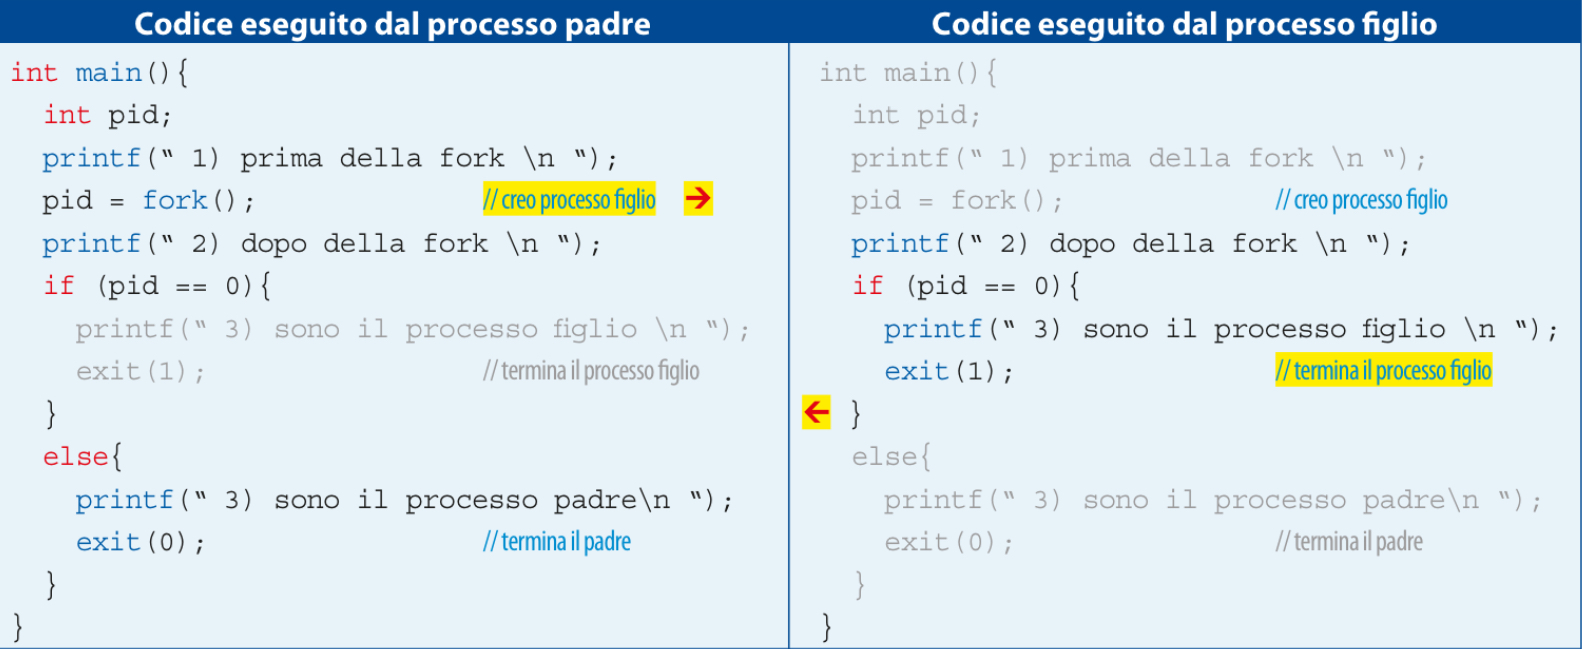 Codice eseguito dal processo padre
int main(){
int pid;
printf(“ 1) prima della fork \n “);
pid = fork(); // creo processo figlio →
printf(“ 2) dopo della fork \n “);
if (pid == 0){
printf(“ 3) sono il processo figlio \n “);
exit(1); // termina il processo figlio
}
else{
printf(“ 3) sono il processo padre\n “);
exit(0); // termina il padre
}
}
Codice eseguito dal processo figlio
int main(){
int pid;
printf(“ 1) prima della fork \n “);
pid = fork(); // creo processo figlio
printf(“ 2) dopo della fork \n “);
if (pid == 0){
printf(“ 3) sono il processo figlio \n “);
exit(1); // termina il processo figlio
← }
else{
printf(“ 3) sono il processo padre\n “);
exit(0); // termina il padre
}
}